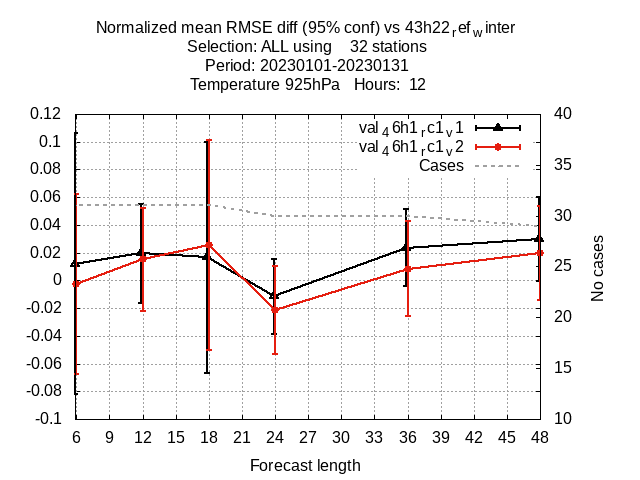 Normalized mean RMSE diff (95% conf) vs 43h22refwinter
Selection: ALL using 32 stations
Period: 20230101-20230131
Temperature 925hPa Hours: 12
0.12
0.1
0.08
0.06
0.04
0.02
0
-0.02
-0.04
-0.06
-0.08
-0.1
val46h1rc1v1
val46h1rc1v2
Cases
40
35
30
25
20
15
10
No cases
6 9 12 15 18 21 24 27 30 33 36 39 42 45 48
Forecast length